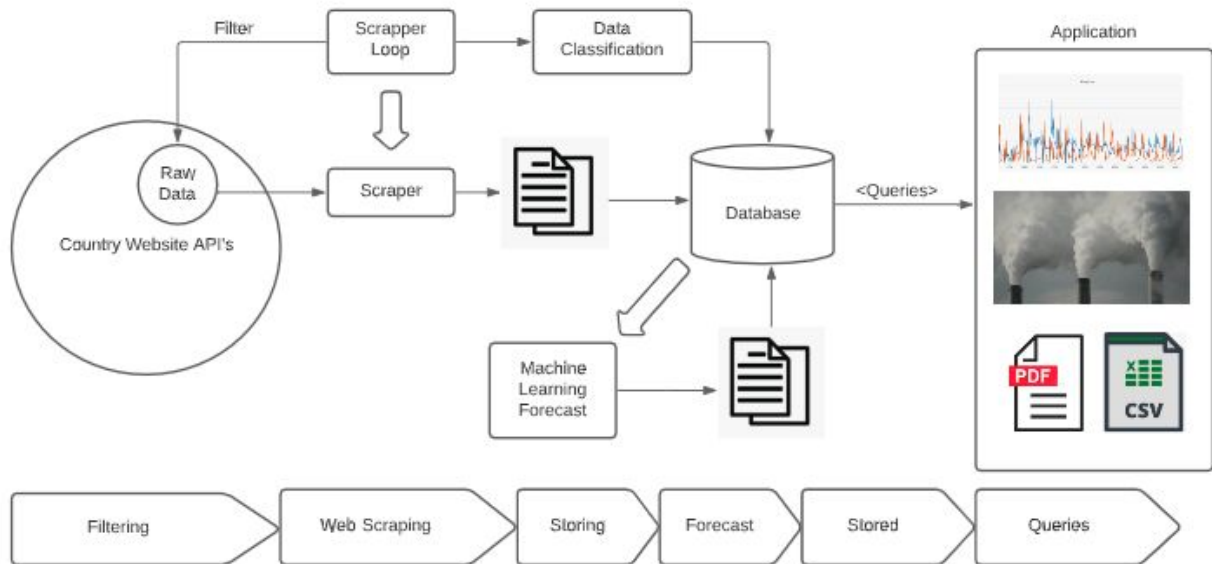 Filter
Scrapper
Loop
Data
Classification
Application
Raw
Data
Scraper
Country Website API's
Database
<Queries>
Machine
Learning
Forecast
PDF
X
CSV
Filtering
Web Scraping
Storing
Forecast
Stored
Queries